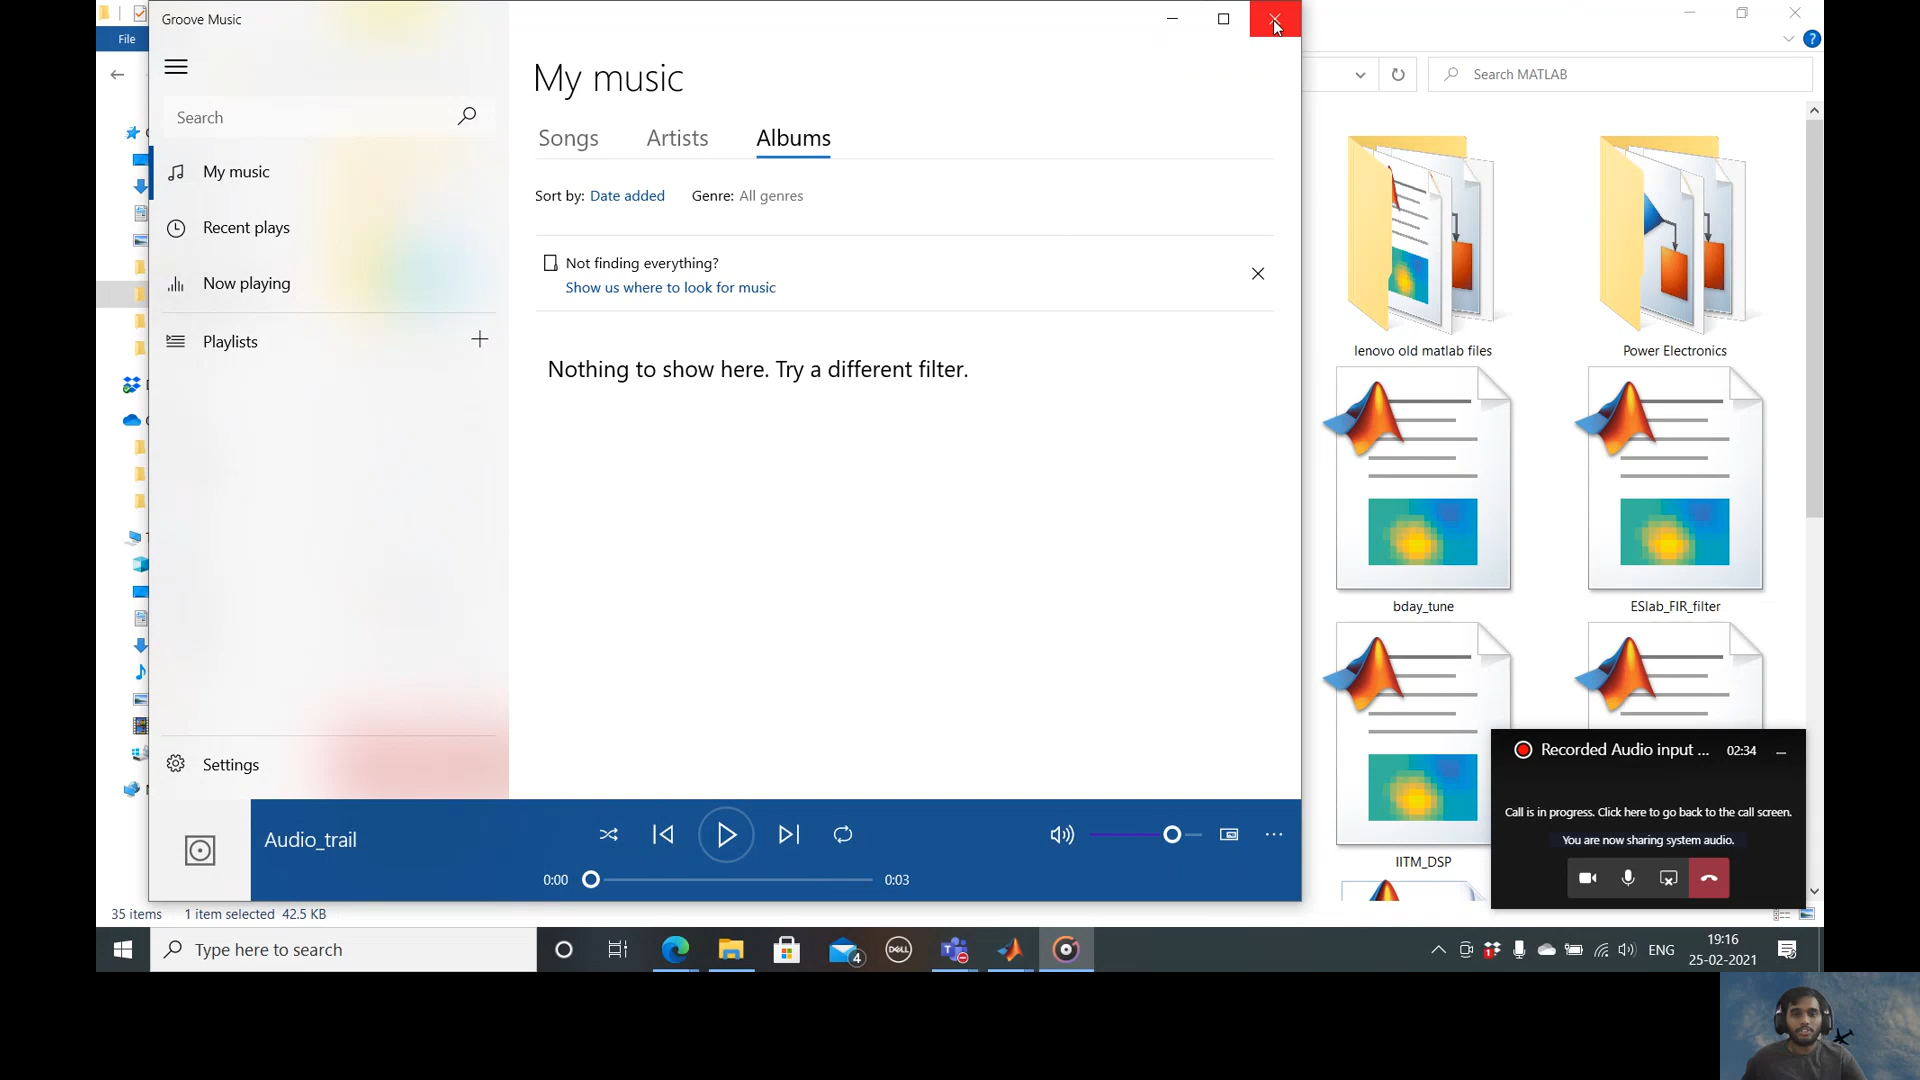 Groove Music
File
Search
My music
Recent plays
Now playing
Playlists
Settings
My music
Songs Artists Albums
Sort by: Date added Genre: All genres
Not finding everything?
Show us where to look for music
Nothing to show here. Try a different filter.
Audio_trail
0:00
0:03
Search MATLAB
lenovo old matlab files
Power Electronics
bday_tune
ESlab_FIR_filter
IITM_DSP
Recorded Audio input ... 02:34
Call is in progress. Click here to go back to the call screen.
You are now sharing system audio.
35 items 1 item selected 42.5 KB
Type here to search
4
DELL
ENG
19:16
25-02-2021